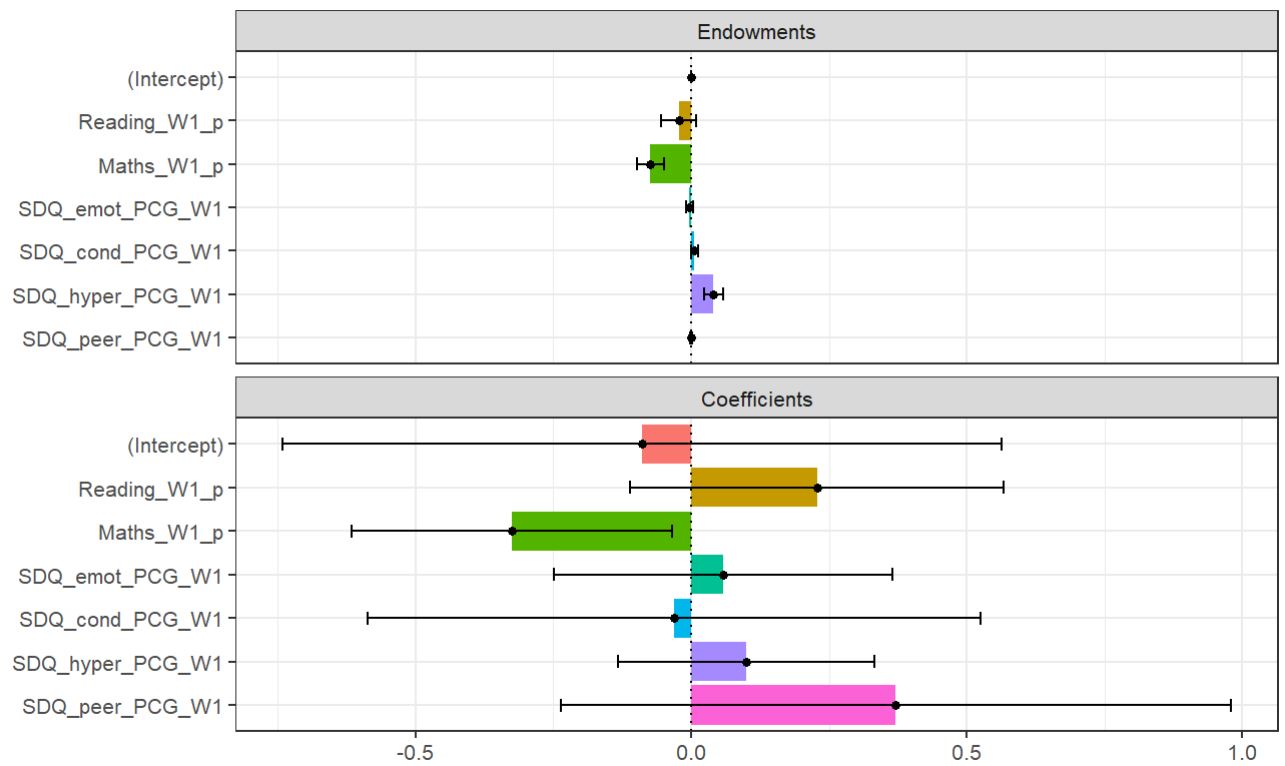 Endowments
(Intercept)
Reading_W1_p
Maths_W1_p
SDQ_emot_PCG_W1
SDQ_cond_PCG_W1
SDQ_hyper_PCG_W1
SDQ_peer_PCG_W1
Coefficients
(Intercept)
Reading_W1_p
Maths_W1_p
SDQ_emot_PCG_W1
SDQ_cond_PCG_W1
SDQ_hyper_PCG_W1
SDQ_peer_PCG_W1
-0.5 0.0 0.5 1.0